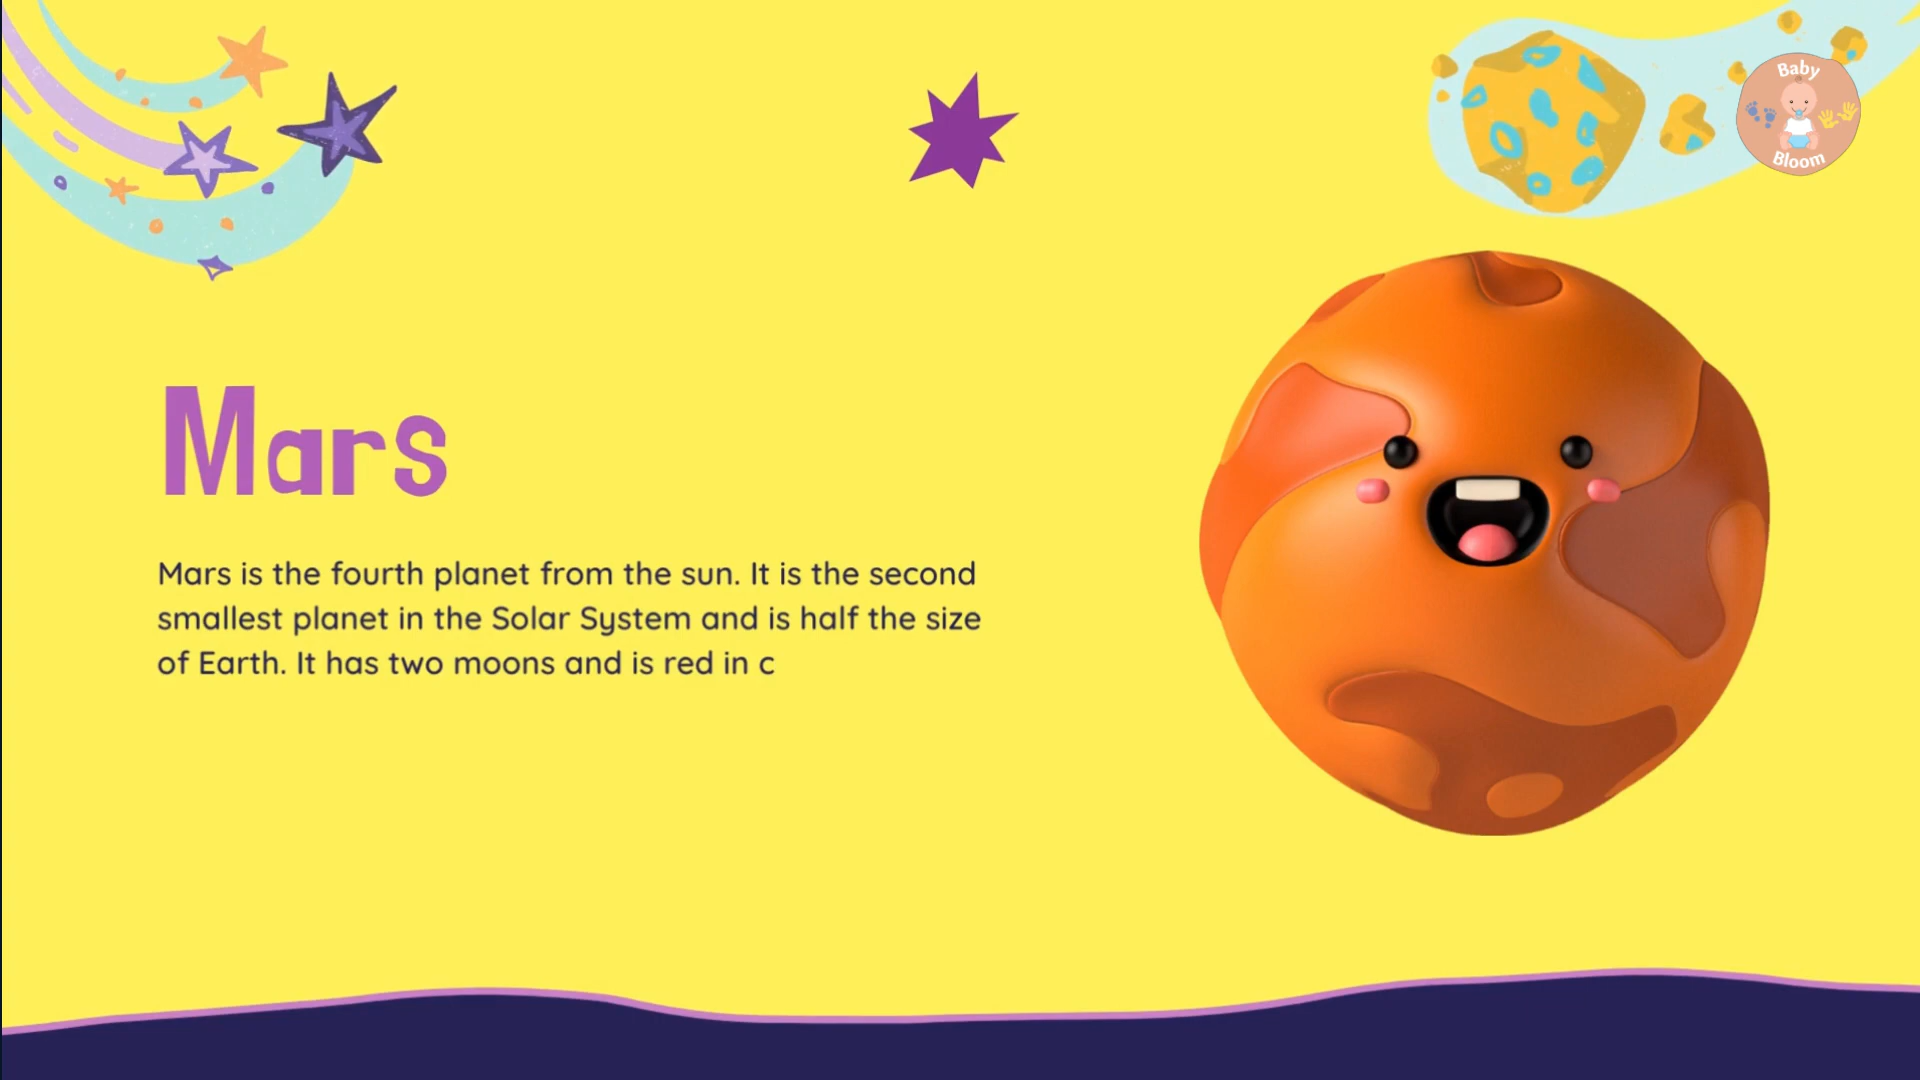 Baby
Bloom
Mars
Mars is the fourth planet from the sun. It is the second
smallest planet in the Solar System and is half the size
of Earth. It has two moons and is red in c